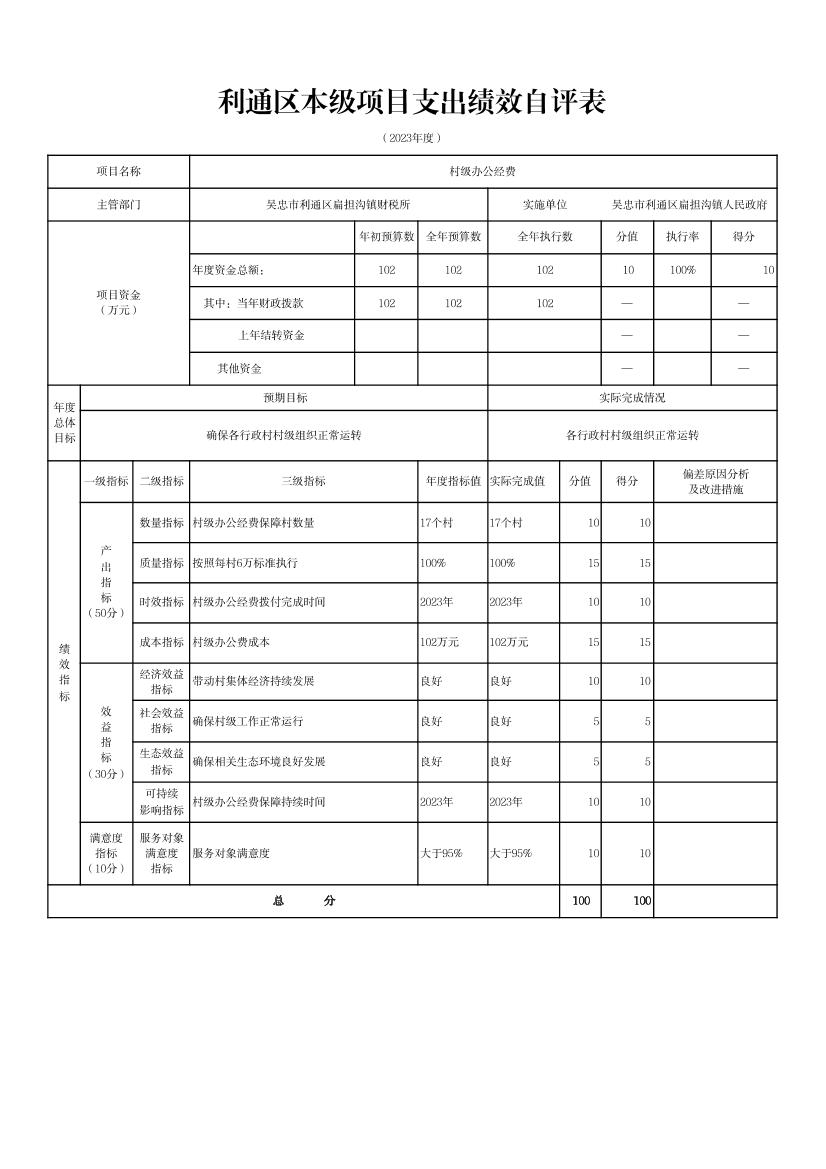 利通区本级项目支出绩效自评表
（2023年度）
项目名称 村级办公经费
主管部门 吴忠市利通区扁担沟镇财税所 实施单位 吴忠市利通区扁担沟镇人民政府
项目资金
（万元）
年初预算数 全年预算数 全年执行数 分值 执行率 得分
年度资金总额： 102 102 102 10 100% 10
其中：当年财政拨款 102 102 102 — —
上年结转资金 — —
其他资金 — —
年度
总体
目标
预期目标 实际完成情况
确保各行政村村级组织正常运转 各行政村村级组织正常运转
绩
效
指
标
一级指标 二级指标 三级指标 年度指标值 实际完成值 分值 得分 偏差原因分析
及改进措施
产
出
指
标
（50分）
数量指标 村级办公经费保障村数量 17个村 17个村 10 10
质量指标 按照每村6万标准执行 100% 100% 15 15
时效指标 村级办公经费拨付完成时间 2023年 2023年 10 10
成本指标 村级办公费成本 102万元 102万元 15 15
效
益
指
标
（30分）
经济效益
指标 带动村集体经济持续发展 良好 良好 10 10
社会效益
指标 确保村级工作正常运行 良好 良好 5 5
生态效益
指标 确保相关生态环境良好发展 良好 良好 5 5
可持续
影响指标 村级办公经费保障持续时间 2023年 2023年 10 10
满意度
指标
（10分）
服务对象
满意度
指标
服务对象满意度 大于95% 大于95% 10 10
总 分 100 100